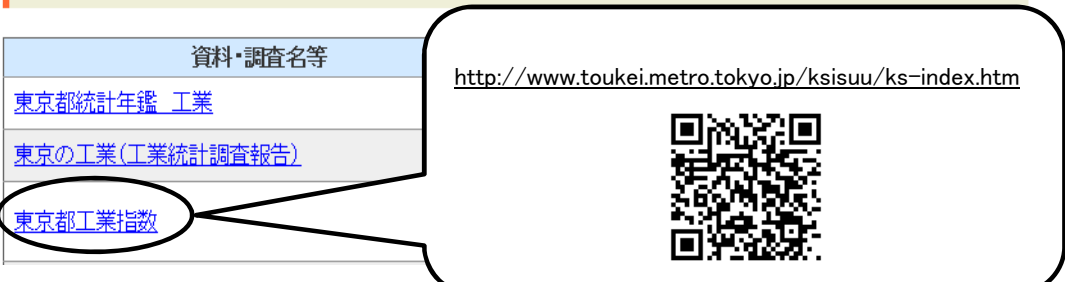 資料・調査名等
東京都統計年鑑　工業
東京の工業(工業統計調査報告)
東京都工業指数
http://www.toukei.metro.tokyo.jp/ksisuu/ks-index.htm